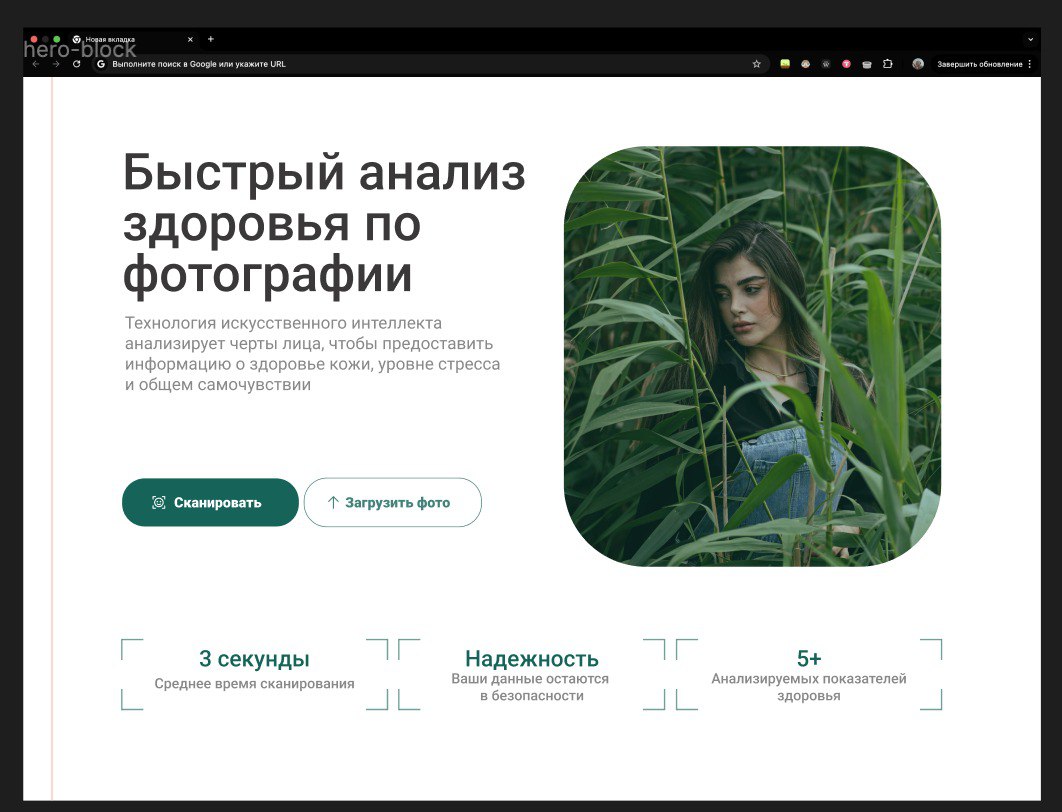 Новая вкладка
hero-block
Выполните поиск в Google или укажите URL
Завершить обновление
Быстрый анализ
здоровья по
фотографии
Технология искусственного интеллекта
анализирует черты лица, чтобы предоставить
информацию о здоровье кожи, уровне стресса
и общем самочувствии
Сканировать
Загрузить фото
3 секунды
Среднее время сканирования
Надежность
Ваши данные остаются
в безопасности
5+
Анализируемых показателей
здоровья